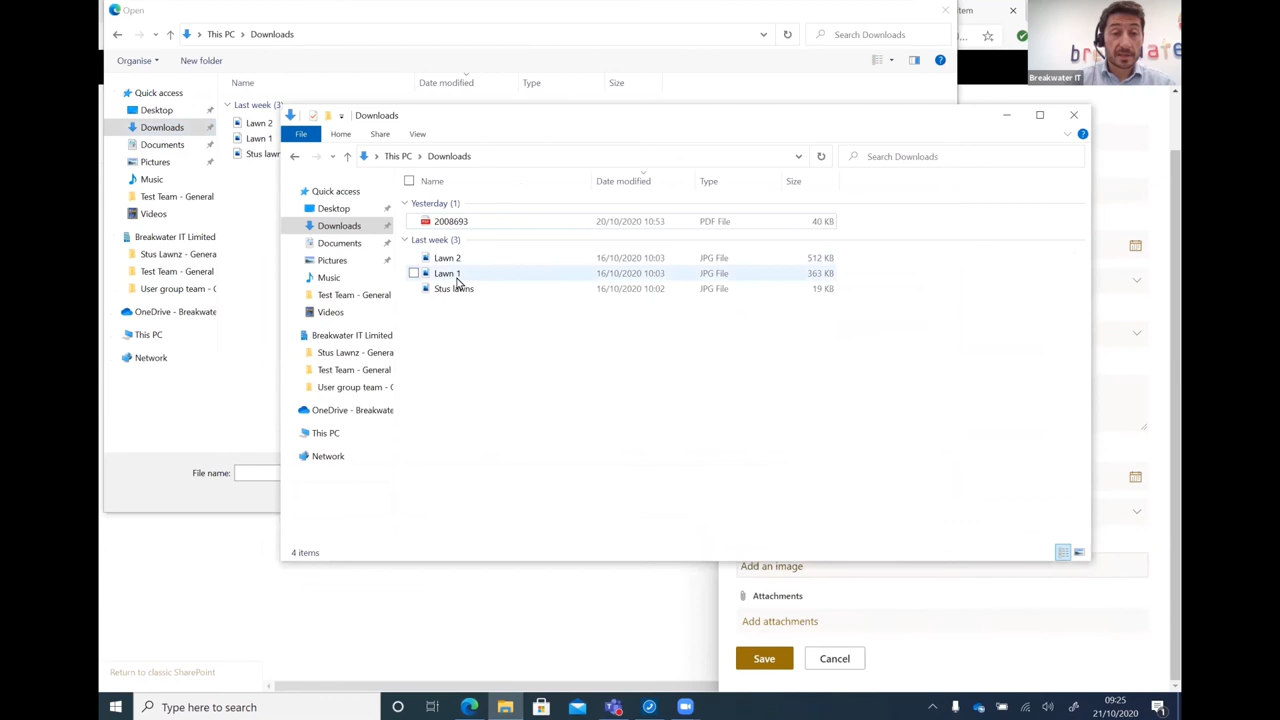 Open
This PC > Downloads
Search Downloads
Organise
New folder
Name
Date modified
Type
Size
Quick access
Desktop
Downloads
Documents
Pictures
Music
Test Team - General
Videos
Breakwater IT Limited
Stus Lawnz - General
Test Team - General
User group team -
OneDrive - Breakwate
This PC
Network
Last week (3)
Lawn 2
Lawn 1
Stus lawn
File name:
Downloads
File
Home
Share
View
This PC > Downloads
Search Downloads
Name
Date modified
Type
Size
Quick access
Desktop
Downloads
Documents
Pictures
Music
Test Team - General
Videos
Breakwater IT Limited
Stus Lawnz - Genera
Test Team - General
User group team - G
OneDrive - Breakwate
This PC
Network
Yesterday (1)
2008693 20/10/2020 10:53 PDF File 40 KB
Last week (3)
Lawn 2 16/10/2020 10:03 JPG File 512 KB
Lawn 1 16/10/2020 10:03 JPG File 363 KB
Stus lawns 16/10/2020 10:02 JPG File 19 KB
4 items
item
Breakwater IT
Add an image
Attachments
Add attachments
Save
Cancel
Return to classic SharePoint
Type here to search
09:25
21/10/2020